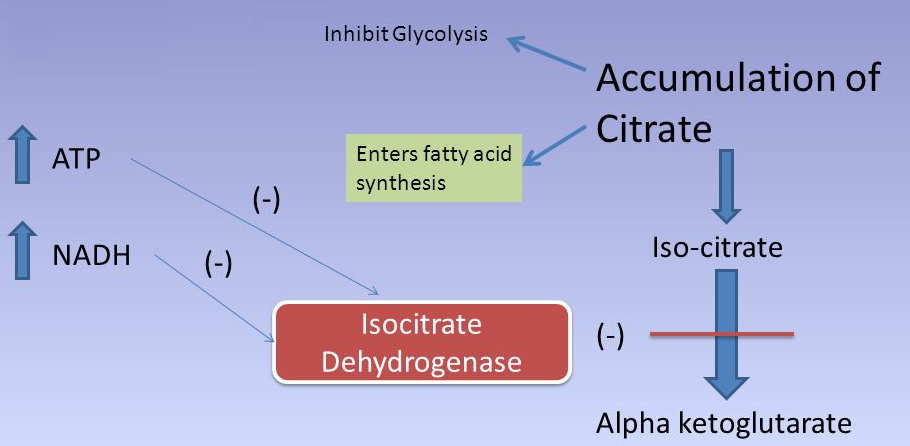 Inhibit Glycolysis
Accumulation of
Citrate
Enters fatty acid
synthesis
ATP
(-)
NADH
(-)
Iso-citrate
Isocitrate
Dehydrogenase
(-)
Alpha ketoglutarate